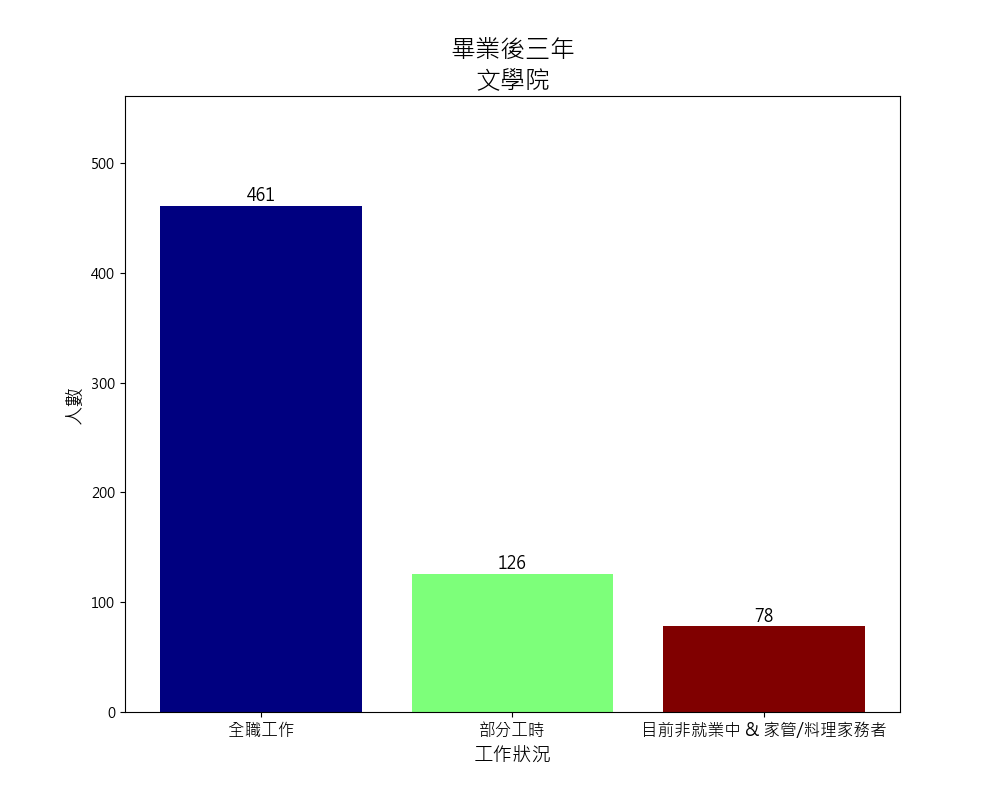 畢業後三年
文學院
500
400
300
200
100
0
人數
461
126
78
全職工作
部分工時
目前非就業中 & 家管/料理家務者
工作狀況